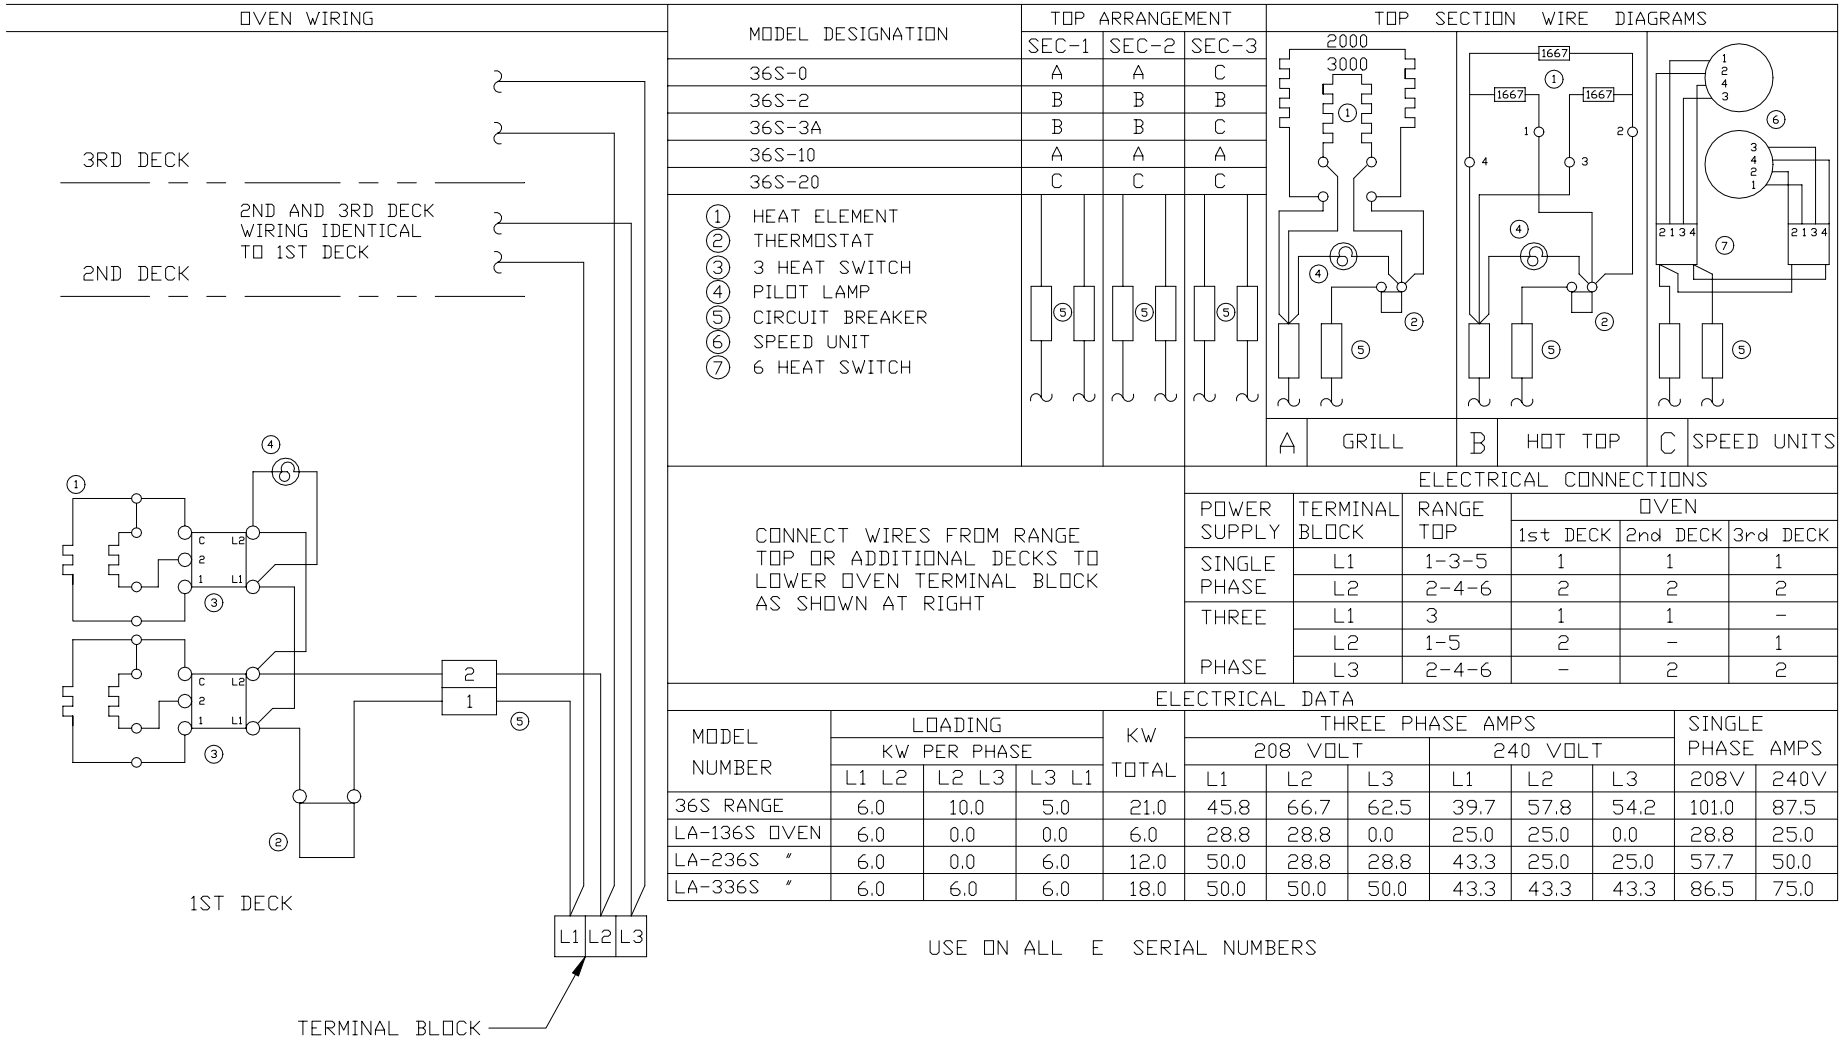 OVEN WIRING
3RD DECK
2ND AND 3RD DECK
WIRING IDENTICAL
TO 1ST DECK
2ND DECK
4
1
C L2
2
1 L1
3
C L2
2
1 L1
3
2
1
5
2
1ST DECK
L1 L2 L3
TERMINAL BLOCK
MODEL DESIGNATION
TOP ARRANGEMENT
SEC-1 SEC-2 SEC-3
36S-0 A A C
36S-2 B B B
36S-3A B B C
36S-10 A A A
36S-20 C C C
1 HEAT ELEMENT
2 THERMOSTAT
3 3 HEAT SWITCH
4 PILOT LAMP
5 CIRCUIT BREAKER
6 SPEED UNIT
7 6 HEAT SWITCH
5 5 5
TOP SECTION WIRE DIAGRAMS
2000
3000
1
4
2
5
A GRILL
1667
1
1667 1667
1 2
4 3
4
2
5
B HOT TOP
1
2
4
3
6
3
4
2
1
2 1 3 4 2 1 3 4
7
5
C SPEED UNITS
CONNECT WIRES FROM RANGE
TOP OR ADDITIONAL DECKS TO
LOWER OVEN TERMINAL BLOCK
AS SHOWN AT RIGHT
ELECTRICAL CONNECTIONS
POWER TERMINAL RANGE OVEN
SUPPLY BLOCK TOP 1st DECK 2nd DECK 3rd DECK
SINGLE L1 1-3-5 1 1 1
PHASE L2 2-4-6 2 2 2
THREE L1 3 1 1 -
L2 1-5 2 - 1
PHASE L3 2-4-6 - 2 2
ELECTRICAL DATA
MODEL NUMBER
LOADING
KW PER PHASE
L1 L2 L2 L3 L3 L1
KW TOTAL
THREE PHASE AMPS
208 VOLT 240 VOLT
L1 L2 L3 L1 L2 L3
SINGLE
PHASE AMPS
208V 240V
36S RANGE 6.0 10.0 5.0 21.0 45.8 66.7 62.5 39.7 57.8 54.2 101.0 87.5
LA-136S OVEN 6.0 0.0 0.0 6.0 28.8 28.8 0.0 25.0 25.0 0.0 28.8 25.0
LA-236S " 6.0 0.0 6.0 12.0 50.0 28.8 28.8 43.3 25.0 25.0 57.7 50.0
LA-336S " 6.0 6.0 6.0 18.0 50.0 50.0 50.0 43.3 43.3 43.3 86.5 75.0
USE ON ALL E SERIAL NUMBERS